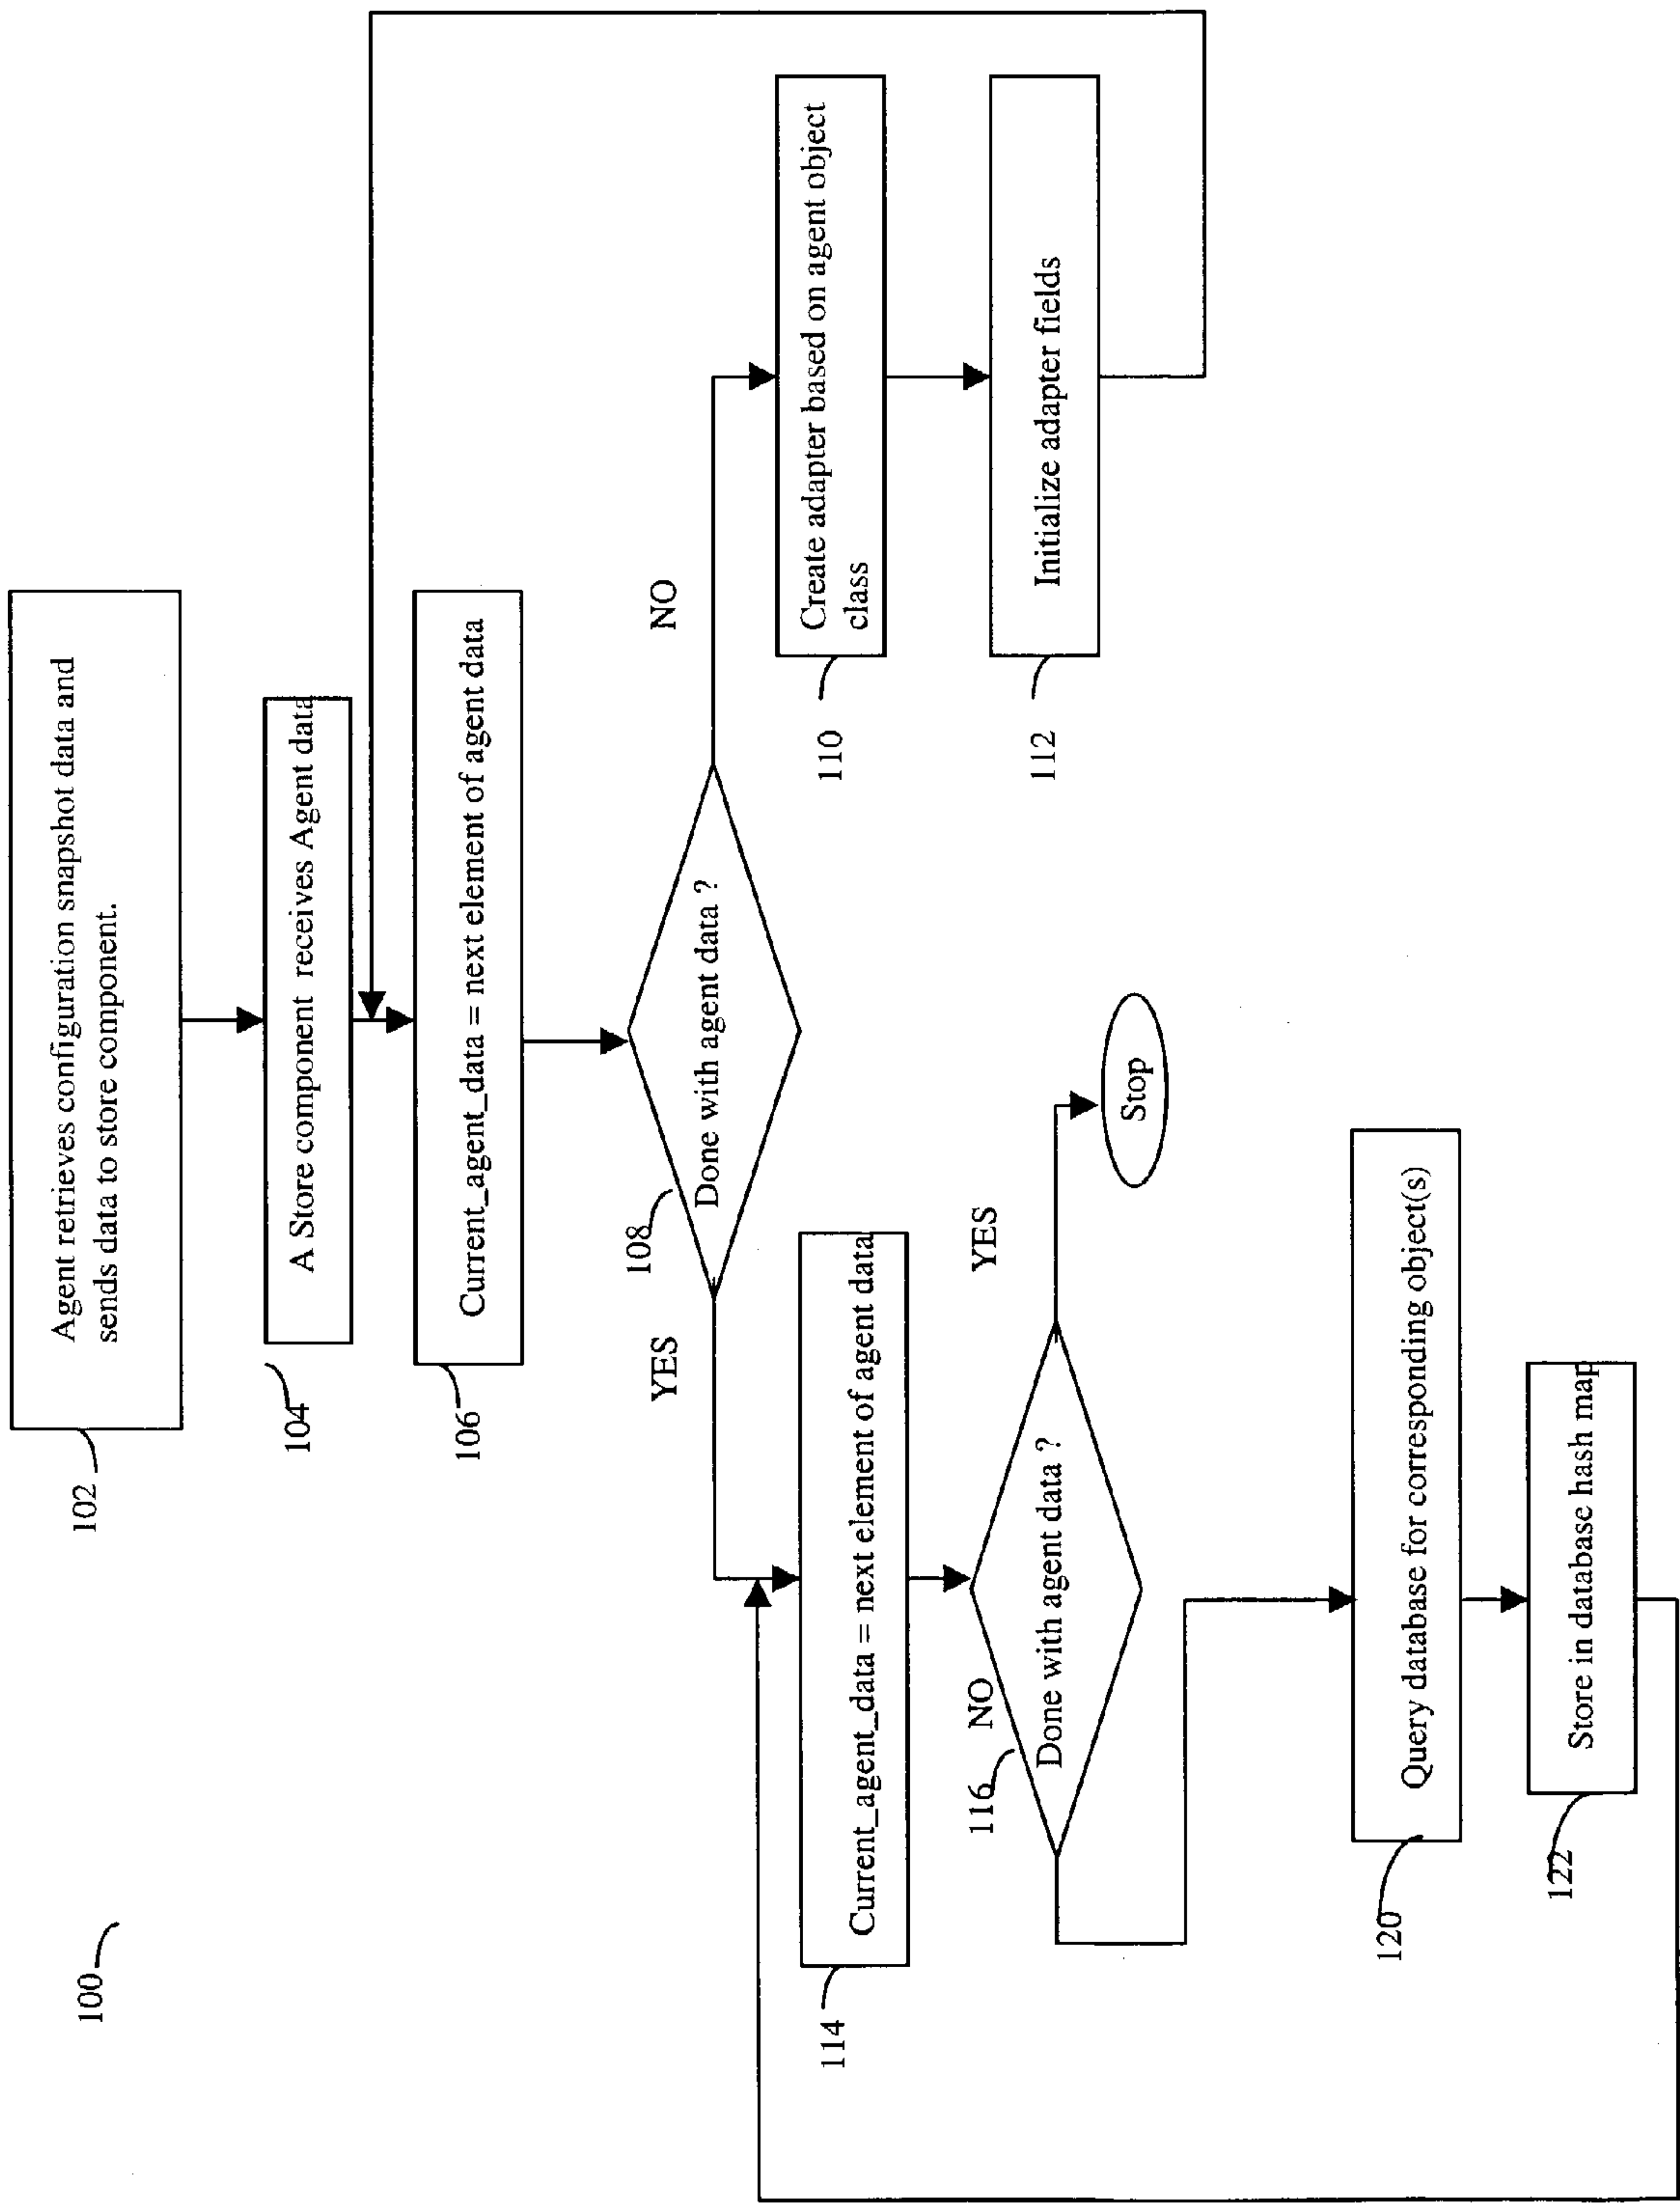 100
102
Agent retrieves configuration snapshot data and
sends data to store component.
104
A Store component receives Agent data
106
Current_agent_data = next element of agent data
108
Done with agent data ?
YES
NO
110
Create adapter based on agent object
class
112
Initialize adapter fields
114
Current_agent_data = next element of agent data
116
NO
Done with agent data ?
YES
Stop
120
Query database for corresponding object(s)
122
Store in database hash map